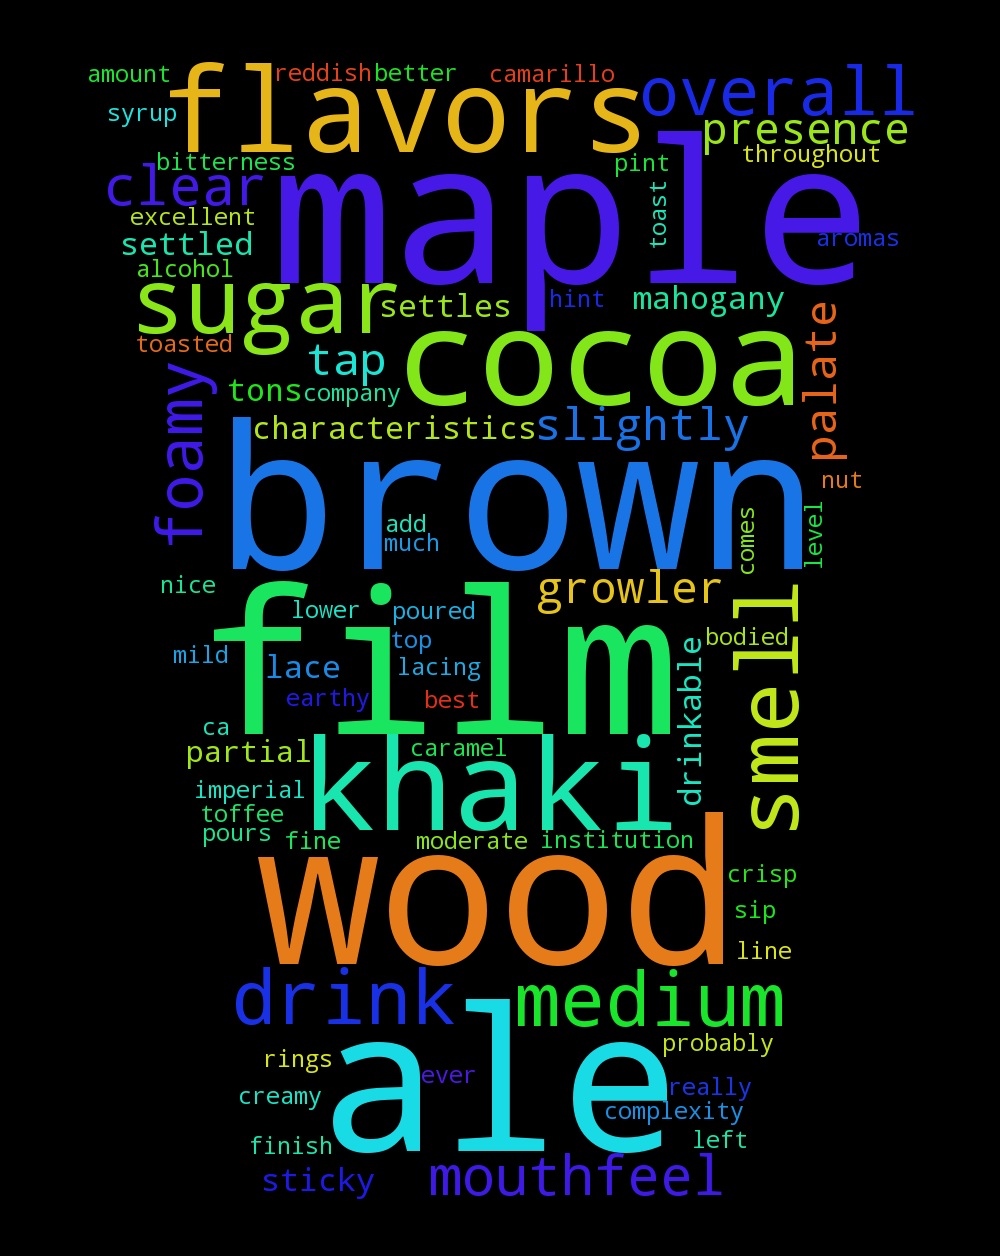 amount
reddish
better
camarillo
flavors
overall
syrup
presence
bitterness
pint
throughout
clear
maple
toast
excellent
settled
aromas
alcohol
sugar
settles
hint
mahogany
toasted
tap
cocoa
palate
tons
company
foamy
characteristics
slightly
nut
brown
add
much
comes
level
nice
film
growler
lower
poured
smell
mild
lace
top
lacing
bodied
drinkable
earthy
best
ca
partial
khaki
caramel
imperial
toffee
pours
fine
moderate
institution
wood
crisp
sip
line
drink
medium
ale
probably
rings
ever
really
creamy
complexity
finish
left
sticky
mouthfeel